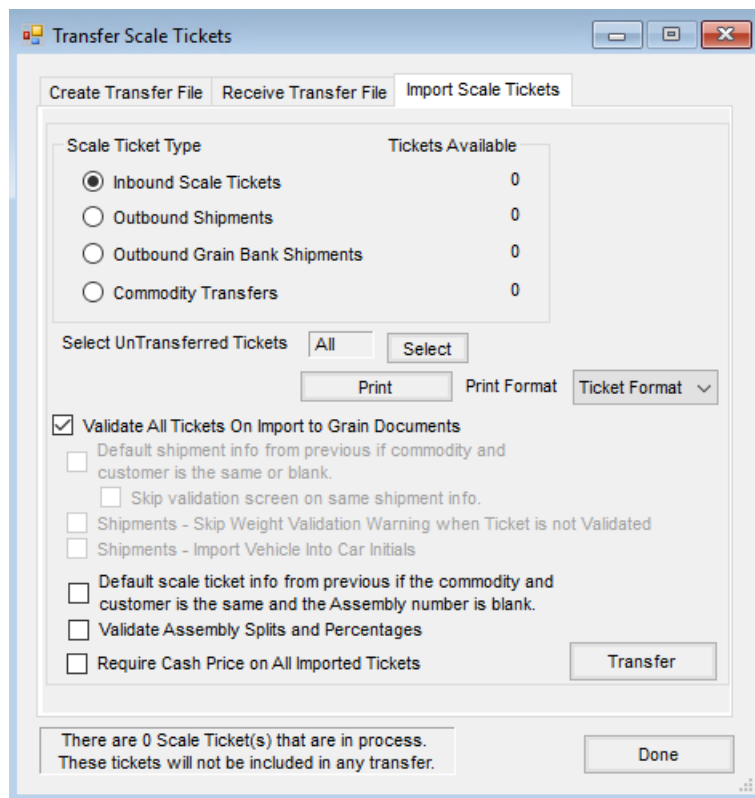 Transfer Scale Tickets
Create Transfer File Receive Transfer File Import Scale Tickets
Scale Ticket Type Tickets Available
Inbound Scale Tickets 0
Outbound Shipments 0
Outbound Grain Bank Shipments 0
Commodity Transfers 0
Select UnTransferred Tickets All Select
Print Print Format Ticket Format
Validate All Tickets On Import to Grain Documents
Default shipment info from previous if commodity and
customer is the same or blank.
Skip validation screen on same shipment info.
Shipments - Skip Weight Validation Warning when Ticket is not Validated
Shipments - Import Vehicle Into Car Initials
Default scale ticket info from previous if the commodity and
customer is the same and the Assembly number is blank.
Validate Assembly Splits and Percentages
Require Cash Price on All Imported Tickets Transfer
There are 0 Scale Ticket(s) that are in process.
These tickets will not be included in any transfer.
Done